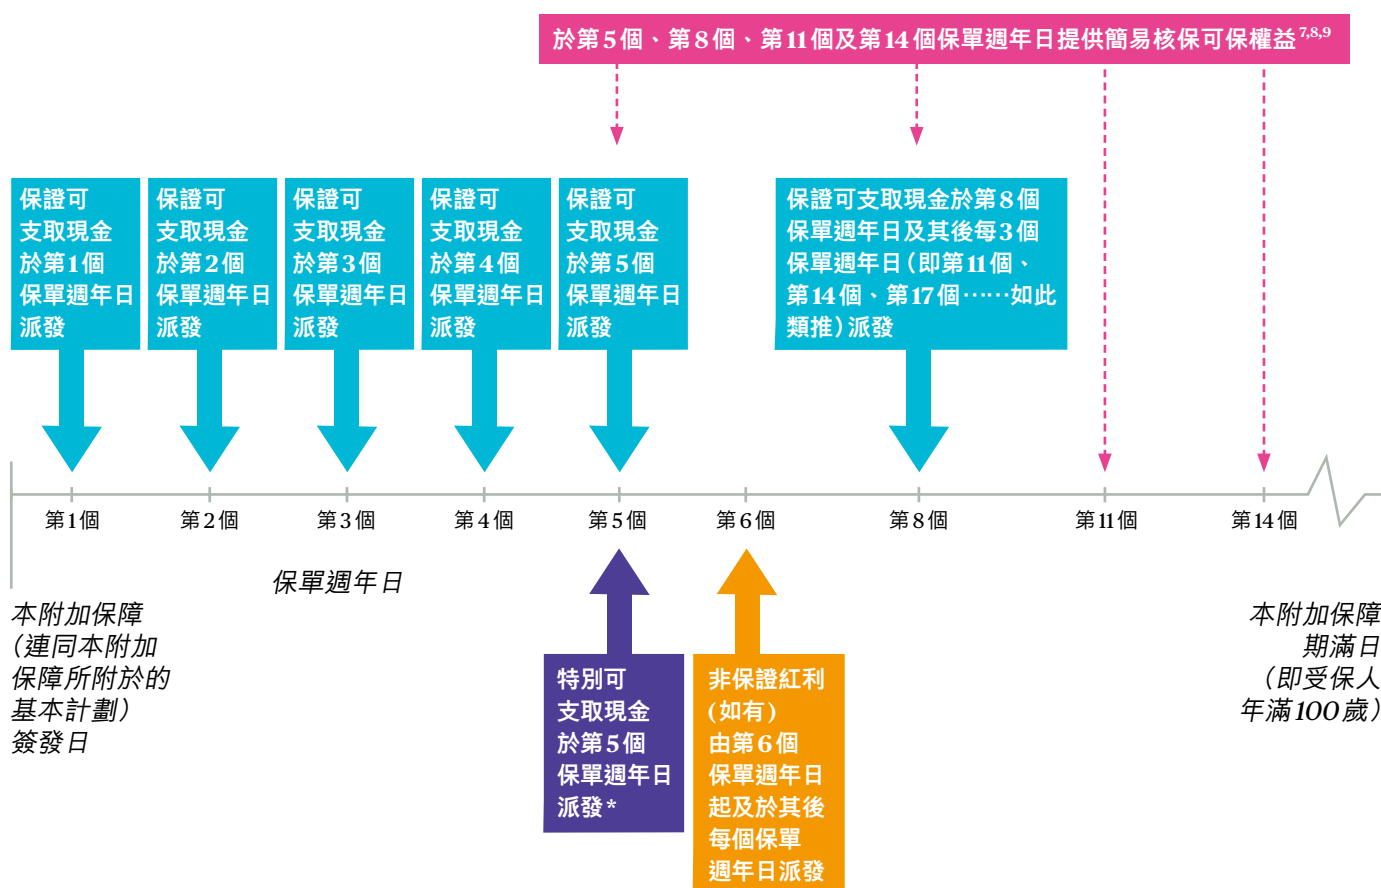 於第5個、第8個、第11個及第14個保單週年日提供簡易核保可保權益7,8,9
保證可
支取現金
於第1個
保單週年日
派發
保證可
支取現金
於第2個
保單週年日
派發
保證可
支取現金
於第3個
保單週年日
派發
保證可
支取現金
於第4個
保單週年日
派發
保證可
支取現金
於第5個
保單週年日
派發
保證可支取現金於第8個
保單週年日及其後每3個
保單週年日(即第11個、
第14個、第17個⋯⋯如此
類推)派發
第1個
第2個
第3個
第4個
第5個
第6個
第8個
第11個
第14個
保單週年日
本附加保障
(連同本附加
保障所附於的
基本計劃)
簽發日
特別可
支取現金
於第5個
保單週年日
派發*
非保證紅利
(如有)
由第6個
保單週年日
起及於其後
每個保單
週年日派發
本附加保障
期滿日
(即受保人
年滿100歲)